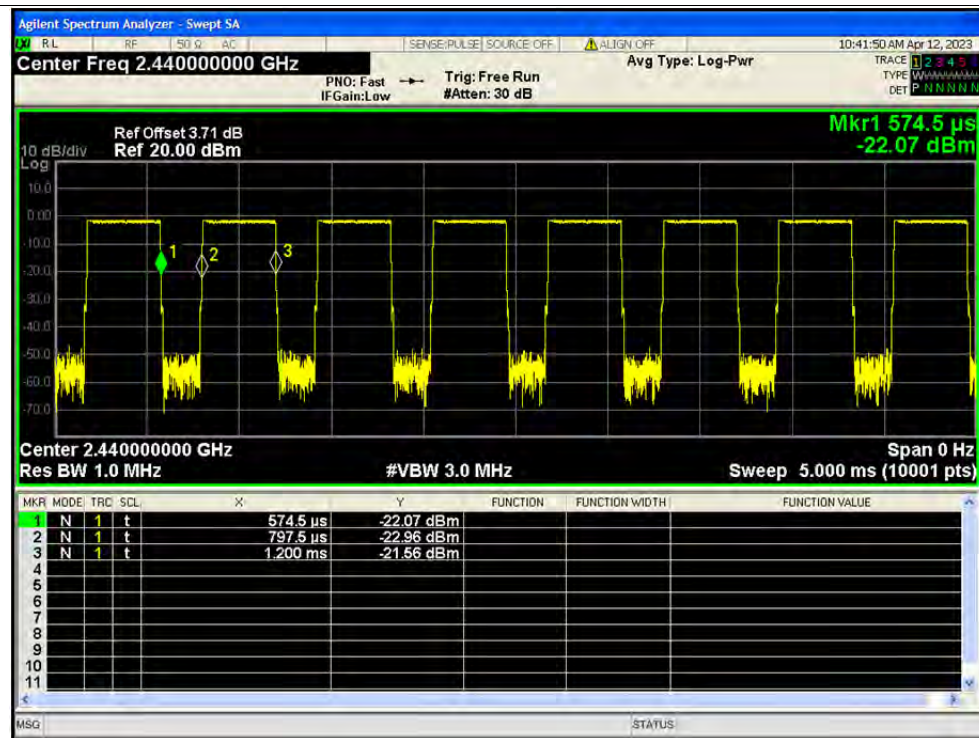 Agilent Spectrum Analyzer - Swept SA
LXI RL RF 50 Ω AC SENSE:PULSE SOURCE OFF ALIGN OFF 10:41:50 AM Apr 12, 2023
Center Freq 2.440000000 GHz Avg Type: Log-Pwr TRACE 1 2 3 4 5 6
PNO: Fast Trig: Free Run TYPE W
IFGain:Low #Atten: 30 dB DET P N N N N N
Mkr1 574.5 µs
Ref Offset 3.71 dB
-22.07 dBm
10 dB/div Ref 20.00 dBm
Log
10.0
0.00
-10.0
1 2 3
-20.0
-30.0
-40.0
-50.0
-60.0
-70.0
Center 2.440000000 GHz Span 0 Hz
Res BW 1.0 MHz #VBW 3.0 MHz Sweep 5.000 ms (10001 pts)
MKR MODE TRC SCL X Y FUNCTION FUNCTION WIDTH FUNCTION VALUE
1 N 1 t 574.5 µs -22.07 dBm
2 N 1 t 797.5 µs -22.96 dBm
3 N 1 t 1.200 ms -21.56 dBm
4
5
6
7
8
9
10
11
MSG STATUS